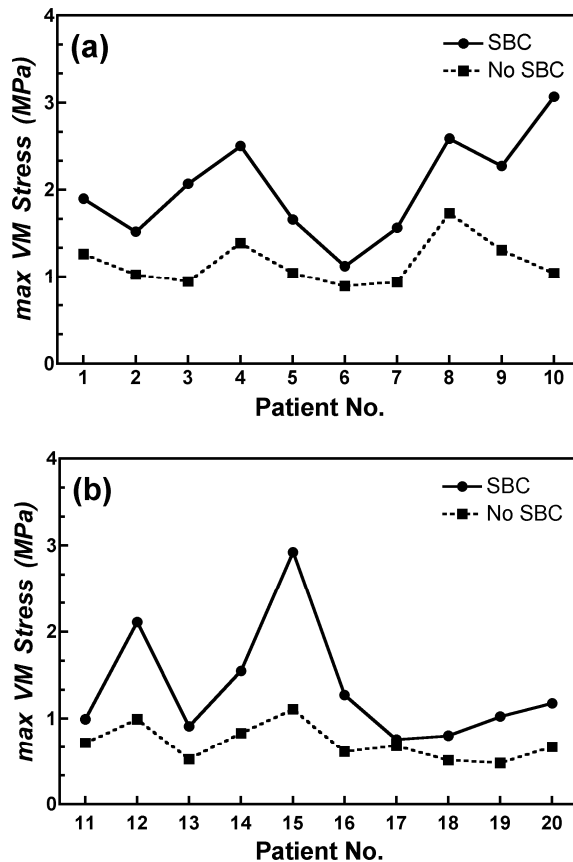 4
(a)
SBC
No SBC
3
2
1
0
max VM Stress (MPa)
1 2 3 4 5 6 7 8 9 10
Patient No.
4
(b)
SBC
No SBC
3
2
1
0
max VM Stress (MPa)
11 12 13 14 15 16 17 18 19 20
Patient No.